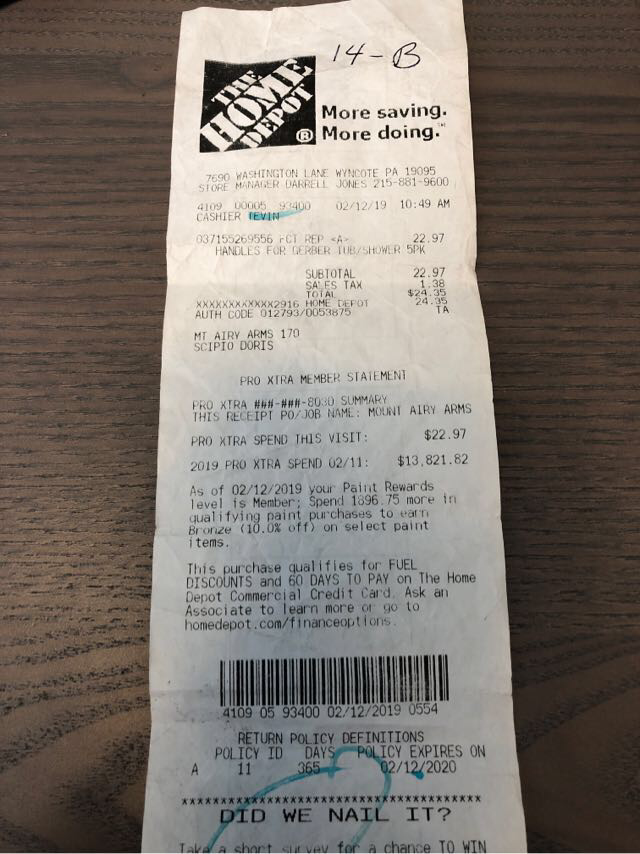 14-B
THE HOME DEPOT ®
More saving.
More doing.™
7690 WASHINGTON LANE WYNCOTE PA 19095
STORE MANAGER DARRELL JONES 215-881-9600
4109 00005 93400 02/12/19 10:49 AM
CASHIER TEVIN
037155269556 FCT REP <A> 22.97
HANDLES FOR GERBER TUB/SHOWER 5PK
SUBTOTAL 22.97
SALES TAX 1.38
TOTAL $24.35
XXXXXXXXXXXX2916 HOME DEPOT 24.35
AUTH CODE 012793/0053875 TA
MT AIRY ARMS 170
SCIPIO DORIS
PRO XTRA MEMBER STATEMENT
PRO XTRA ###-###-8030 SUMMARY
THIS RECEIPT PO/JOB NAME: MOUNT AIRY ARMS
PRO XTRA SPEND THIS VISIT: $22.97
2019 PRO XTRA SPEND 02/11: $13,821.82
As of 02/12/2019 your Paint Rewards
level is Member; Spend 1896.75 more in
qualifying paint purchases to earn
Bronze (10.0% off) on select paint
items.
This purchase qualifies for FUEL
DISCOUNTS and 60 DAYS TO PAY on The Home
Depot Commercial Credit Card. Ask an
Associate to learn more or go to
homedepot.com/financeoptions.
4109 05 93400 02/12/2019 0554
RETURN POLICY DEFINITIONS
POLICY ID DAYS POLICY EXPIRES ON
A 11 365 02/12/2020
*******************************************
DID WE NAIL IT?
Take a short survey for a chance TO WIN